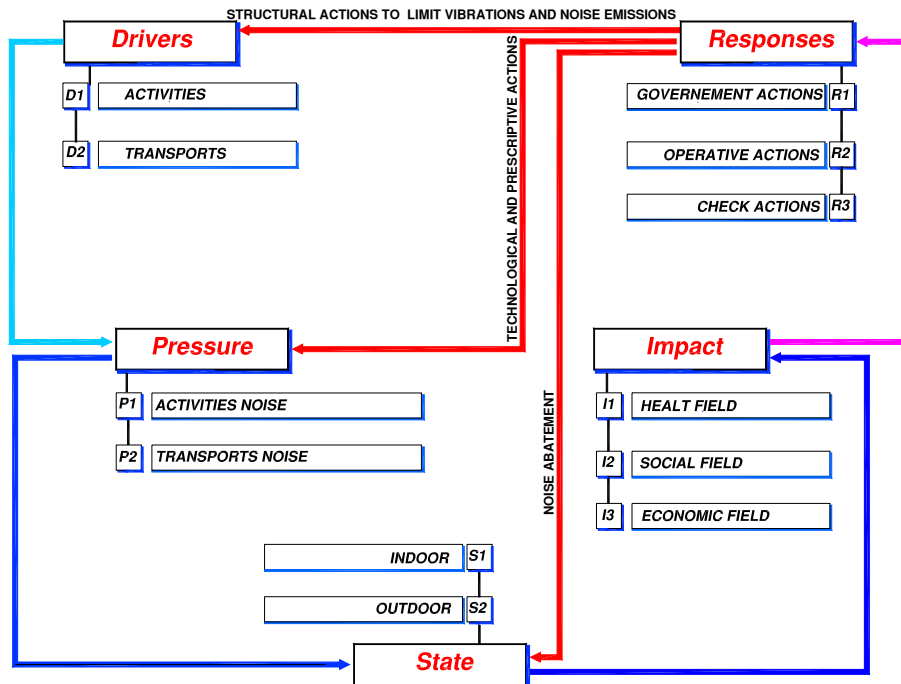 STRUCTURAL ACTIONS TO LIMIT VIBRATIONS AND NOISE EMISSIONS
Drivers
D1 ACTIVITIES
D2 TRANSPORTS
TECHNOLOGICAL AND PRESCRIPTIVE ACTIONS
Responses
GOVERNEMENT ACTIONS R1
OPERATIVE ACTIONS R2
CHECK ACTIONS R3
Pressure
P1 ACTIVITIES NOISE
P2 TRANSPORTS NOISE
NOISE ABATEMENT
Impact
I1 HEALT FIELD
I2 SOCIAL FIELD
I3 ECONOMIC FIELD
INDOOR S1
OUTDOOR S2
State